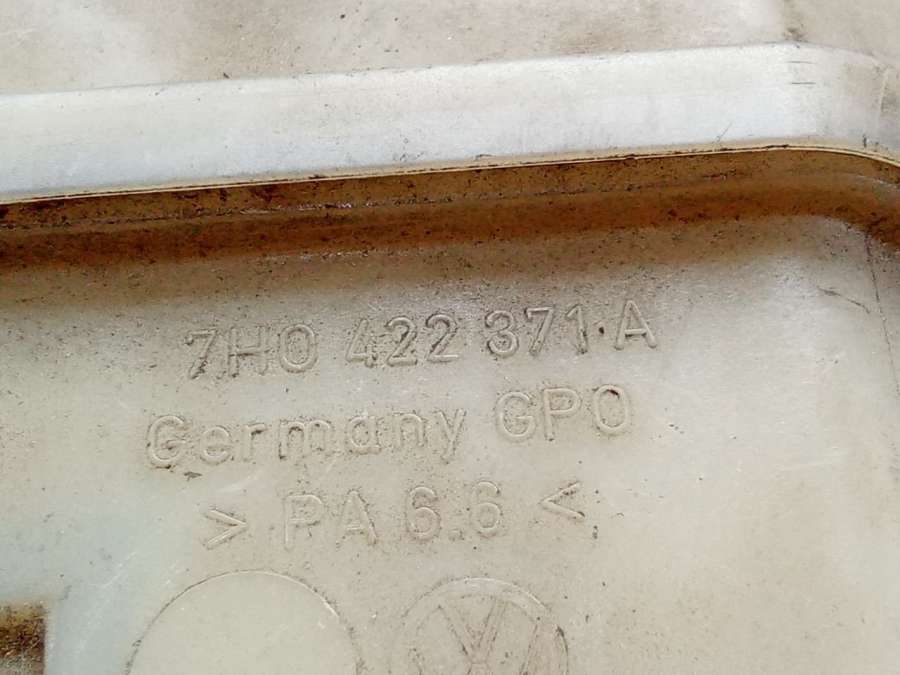 7H0 422 371 A
Germany GPO
> PA 6.6 <